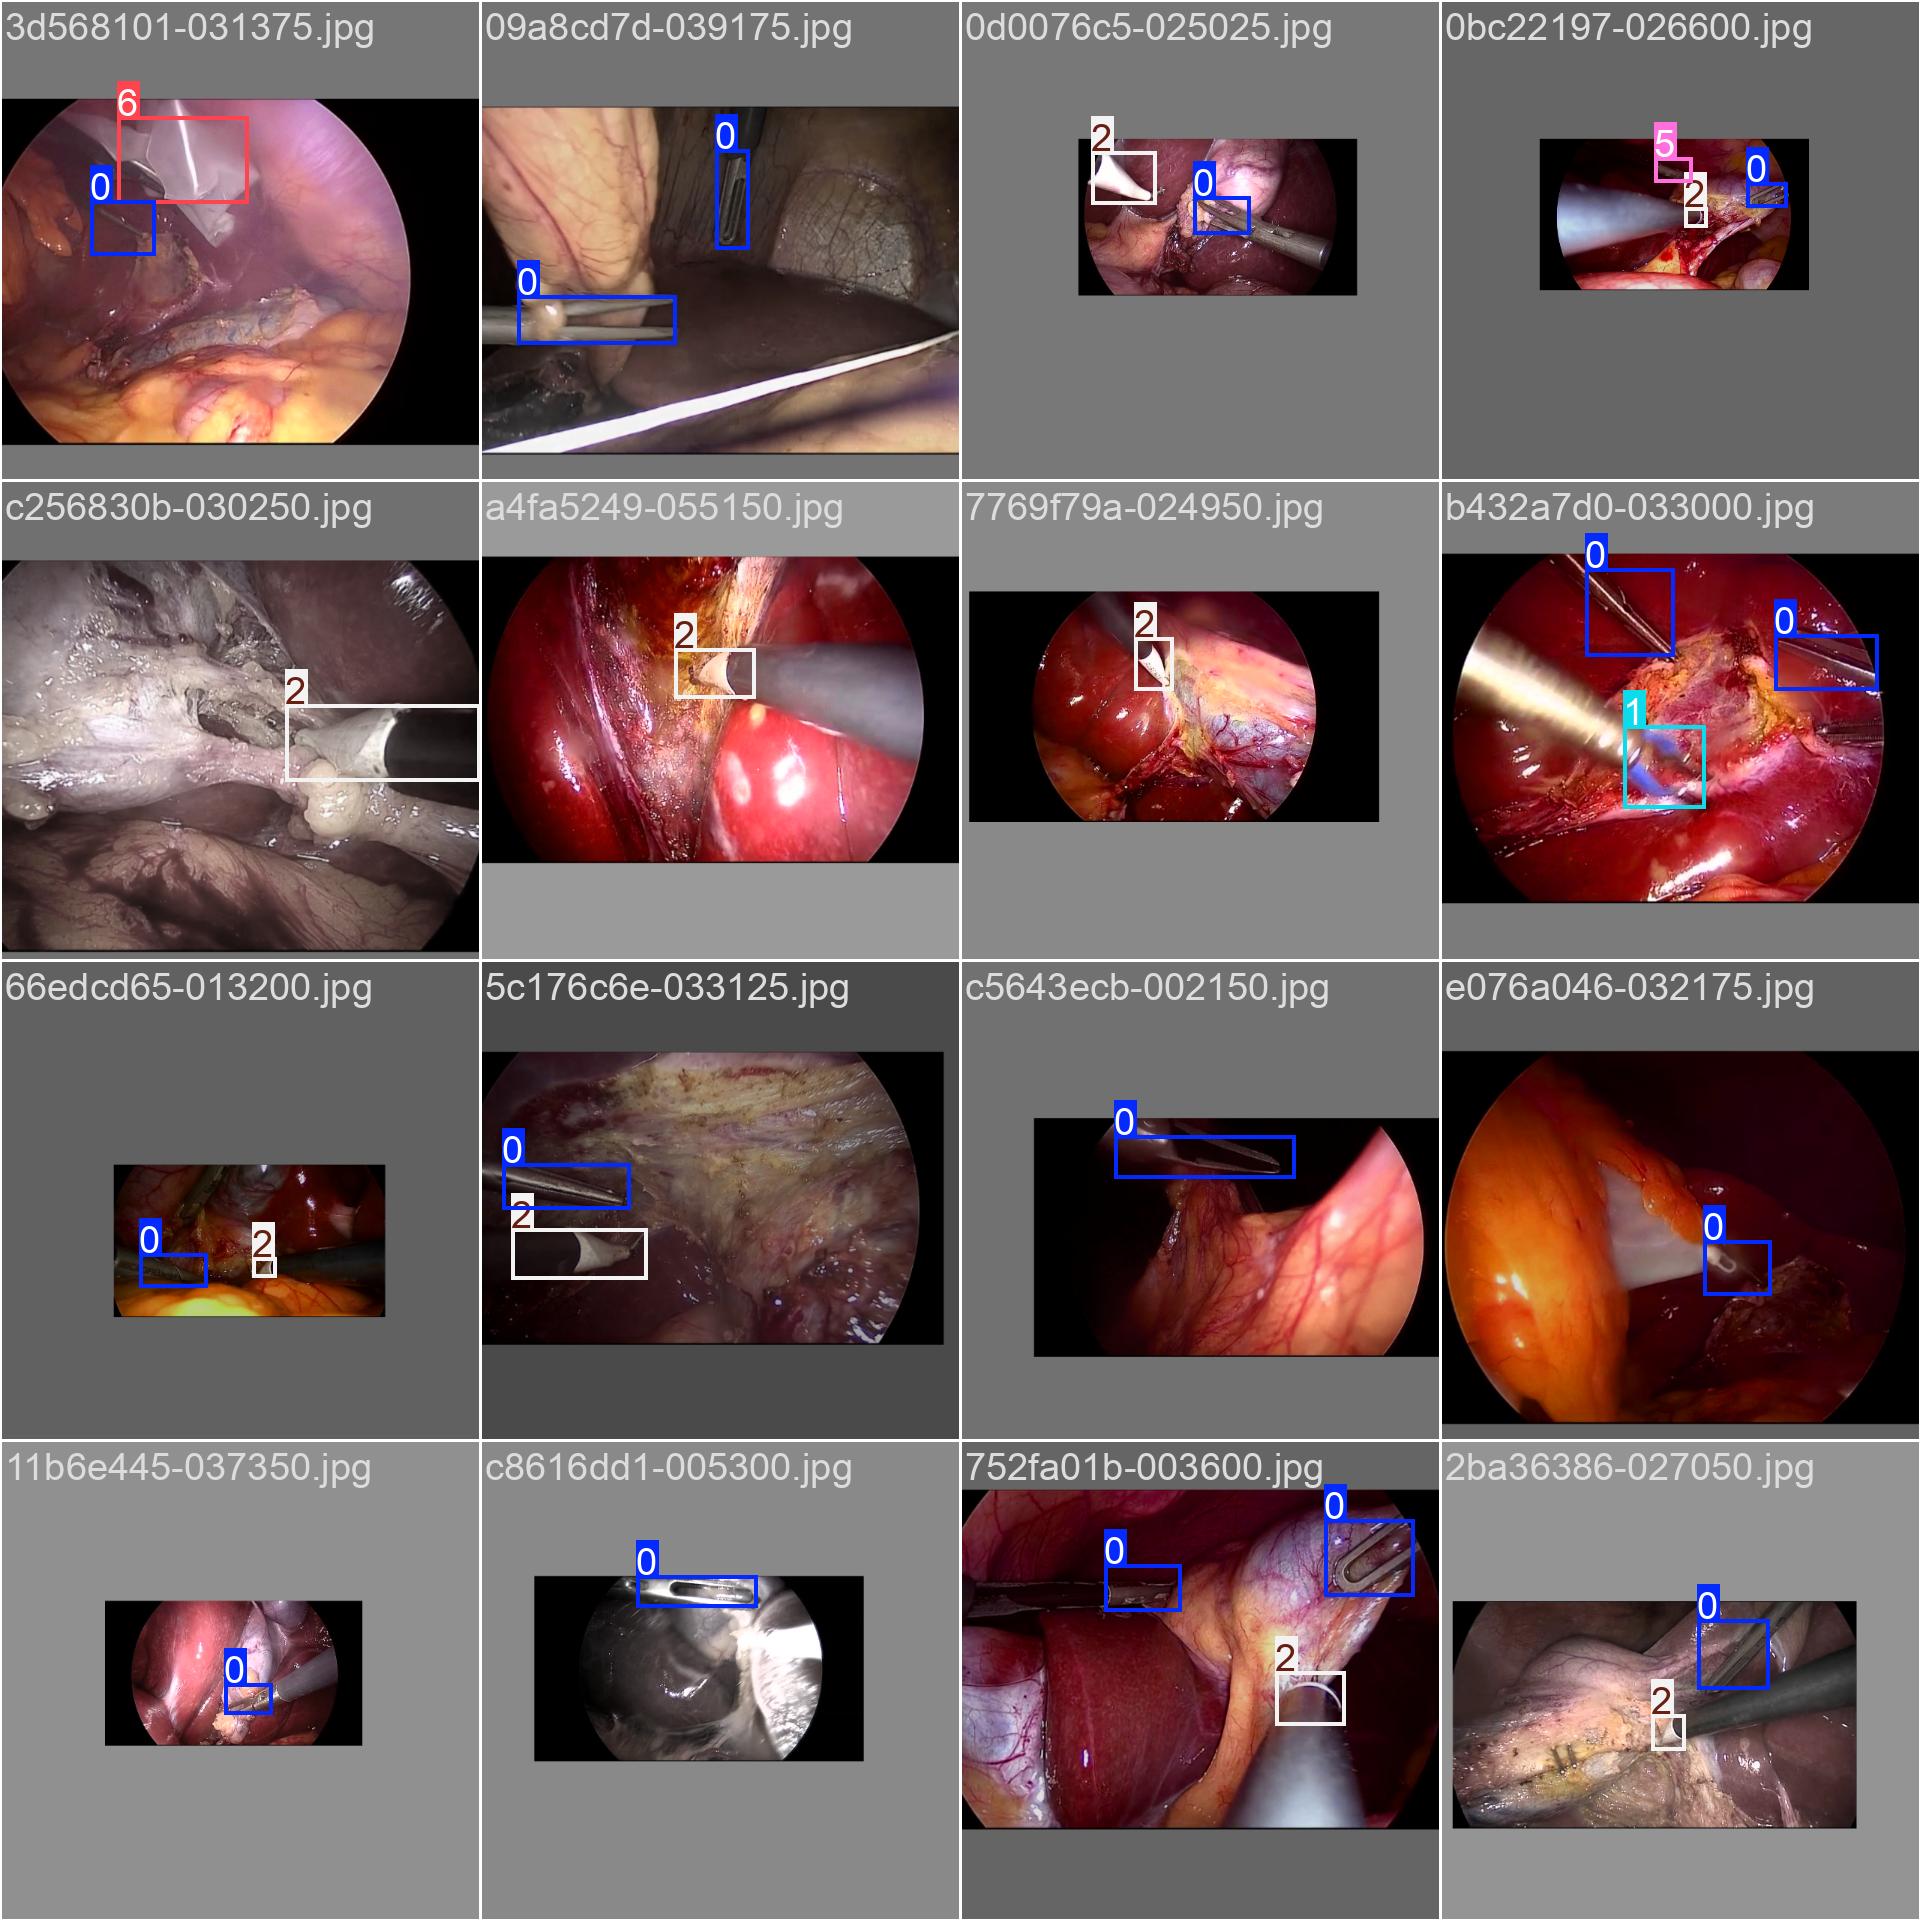 3d568101-031375.jpg
09a8cd7d-039175.jpg
0d0076c5-025025.jpg
0bc22197-026600.jpg
6
0
0
0
2
0
5
0
2
c256830b-030250.jpg
a4fa5249-055150.jpg
7769f79a-024950.jpg
b432a7d0-033000.jpg
2
2
2
0
0
1
66edcd65-013200.jpg
5c176c6e-033125.jpg
c5643ecb-002150.jpg
e076a046-032175.jpg
0
2
0
2
0
0
11b6e445-037350.jpg
c8616dd1-005300.jpg
752fa01b-003600.jpg
2ba36386-027050.jpg
0
0
0
0
2
0
2